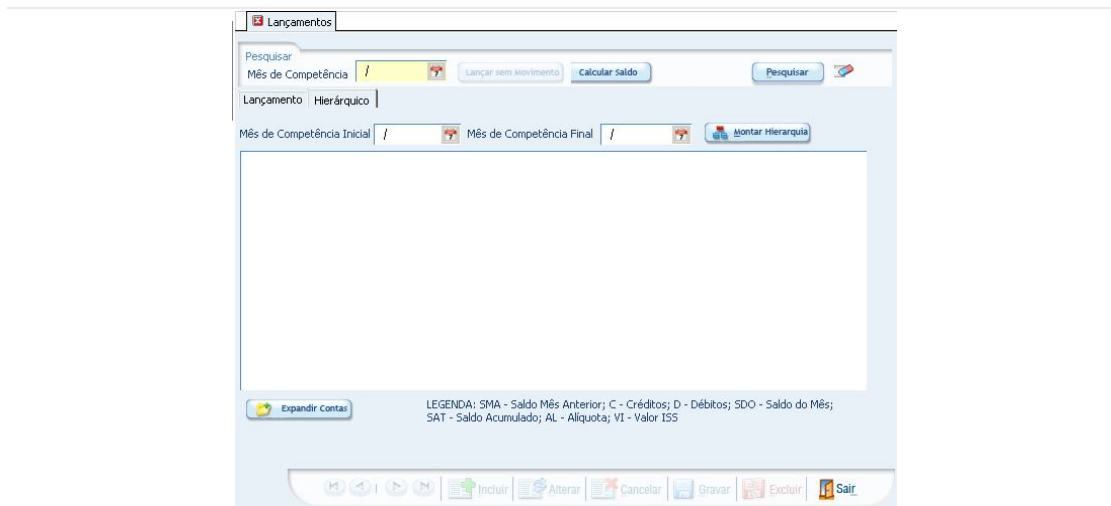 Lançamentos
Pesquisar
Mês de Competência / Lançar sem Movimento Calcular Saldo Pesquisar
Lançamento Hierárquico
Mês de Competência Inicial / Mês de Competência Final / Montar Hierarquia
Expandir Contas
LEGENDA: SMA - Saldo Mês Anterior; C - Créditos; D - Débitos; SDO - Saldo do Mês;
SAT - Saldo Acumulado; AL - Alíquota; VI - Valor ISS
Incluir Alterar Cancelar Gravar Excluir Sair